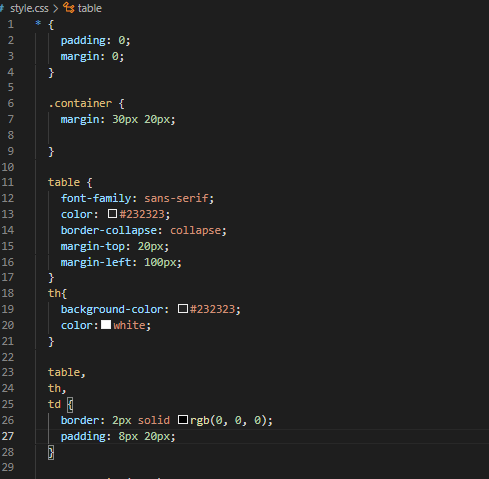 # style.css > table
1 * {
2 padding: 0;
3 margin: 0;
4 }
5
6 .container {
7 margin: 30px 20px;
8
9 }
10
11 table {
12 font-family: sans-serif;
13 color: #232323;
14 border-collapse: collapse;
15 margin-top: 20px;
16 margin-left: 100px;
17 }
18 th{
19 background-color: #232323;
20 color: white;
21 }
22
23 table,
24 th,
25 td {
26 border: 2px solid rgb(0, 0, 0);
27 padding: 8px 20px;
28 }
29